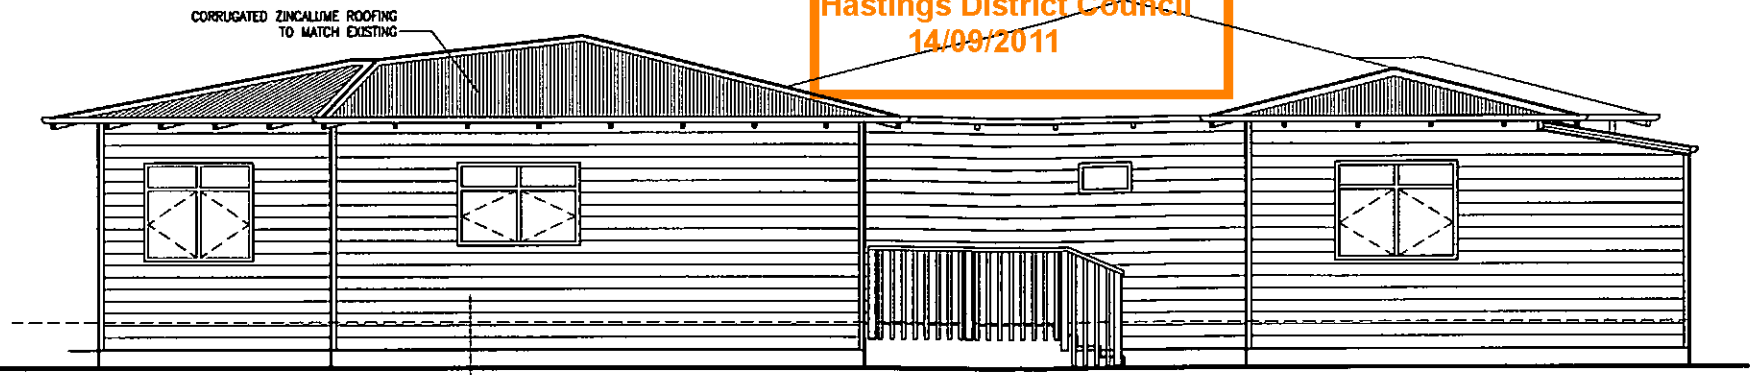 CORRUGATED ZINCALUME ROOFING
TO MATCH EXISTING
Hastings District Council
14/09/2011